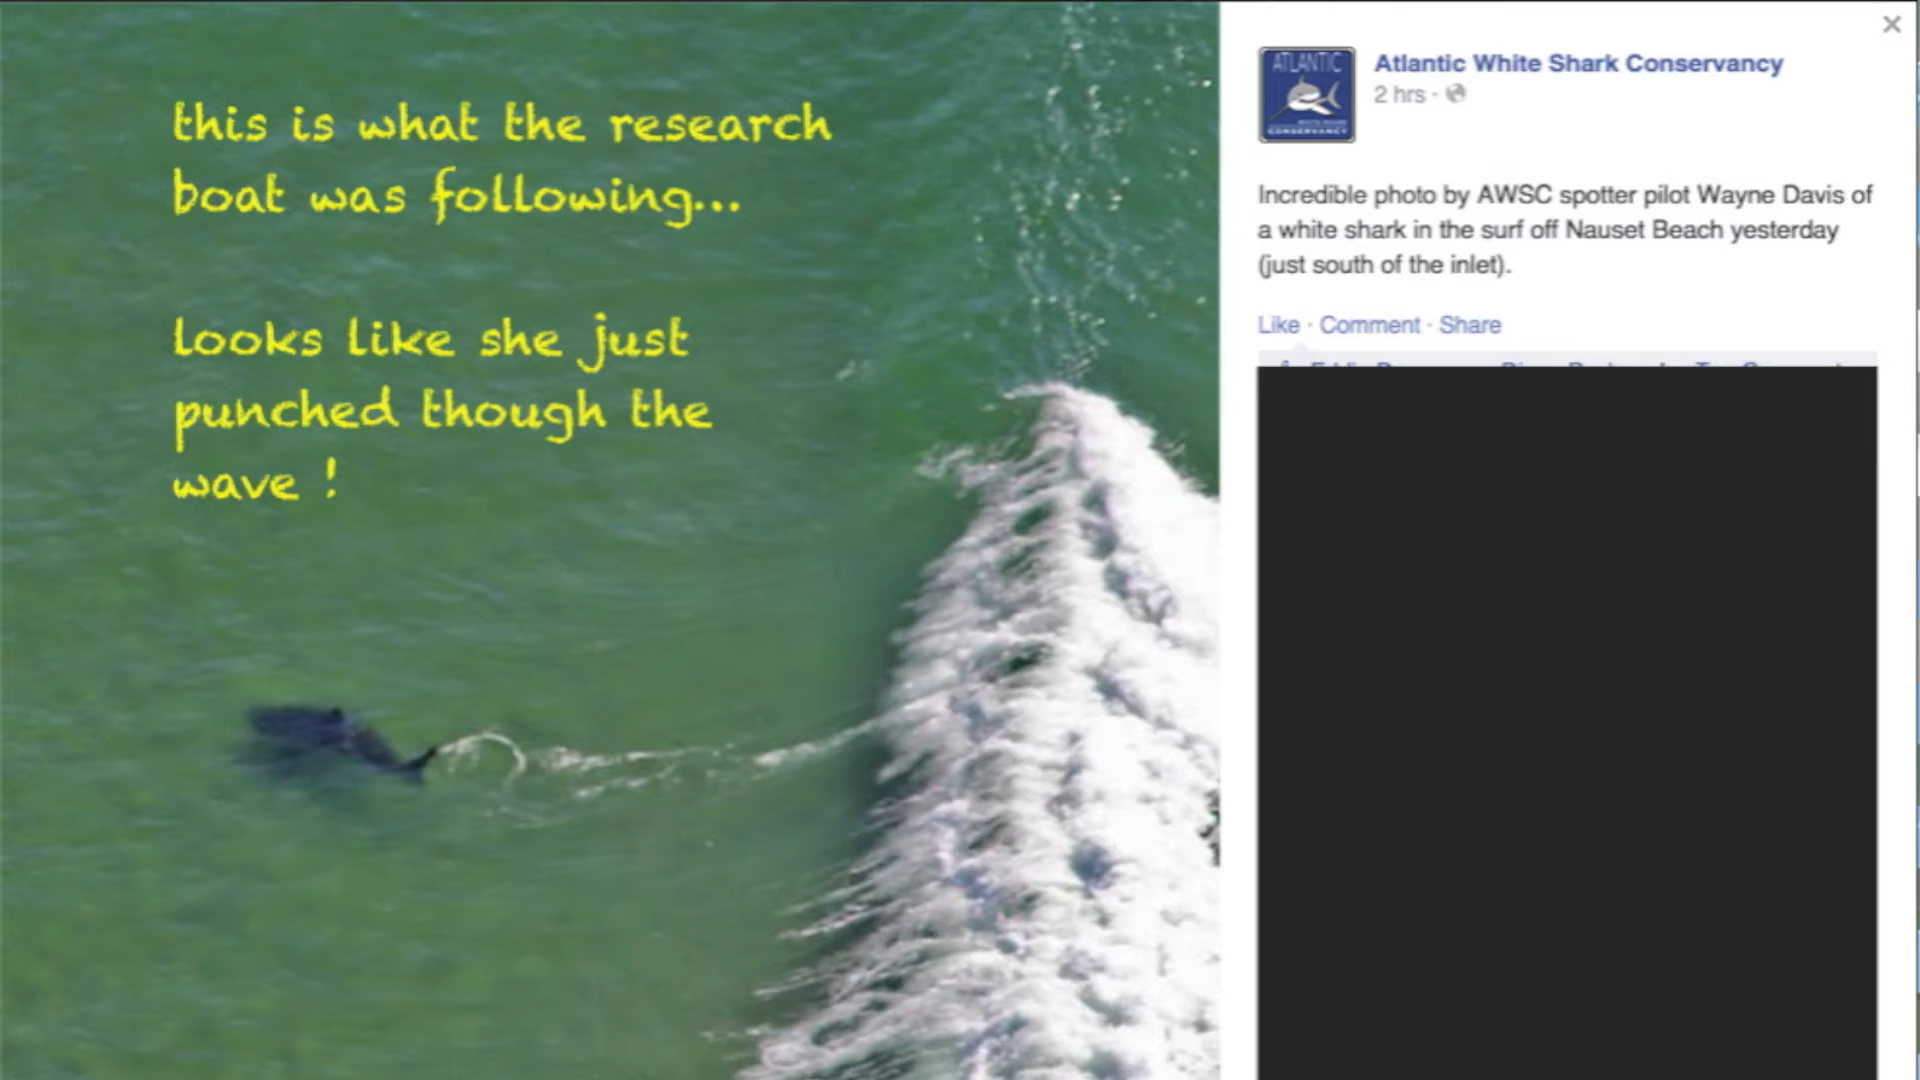 this is what the research
boat was following...
looks like she just
punched though the
wave !
ATLANTIC
CONSERVANCY
Atlantic White Shark Conservancy
2 hrs ·
Incredible photo by AWSC spotter pilot Wayne Davis of
a white shark in the surf off Nauset Beach yesterday
(just south of the inlet).
Like · Comment · Share